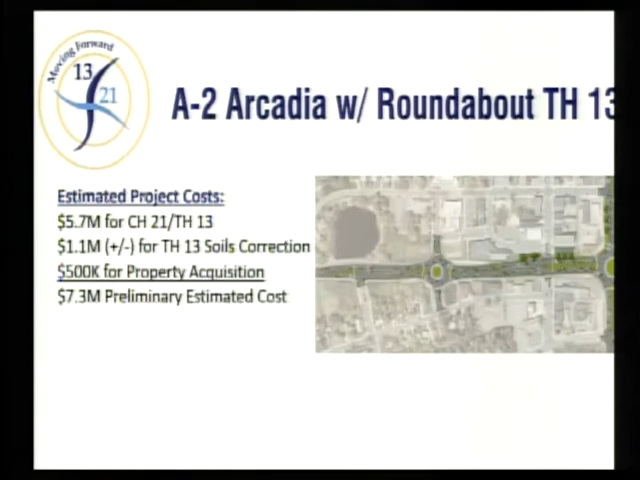 Moving Forward
13
21
A-2 Arcadia w/ Roundabout TH 13
Estimated Project Costs:
$5.7M for CH 21/TH 13
$1.1M (+/-) for TH 13 Soils Correction
$500K for Property Acquisition
$7.3M Preliminary Estimated Cost